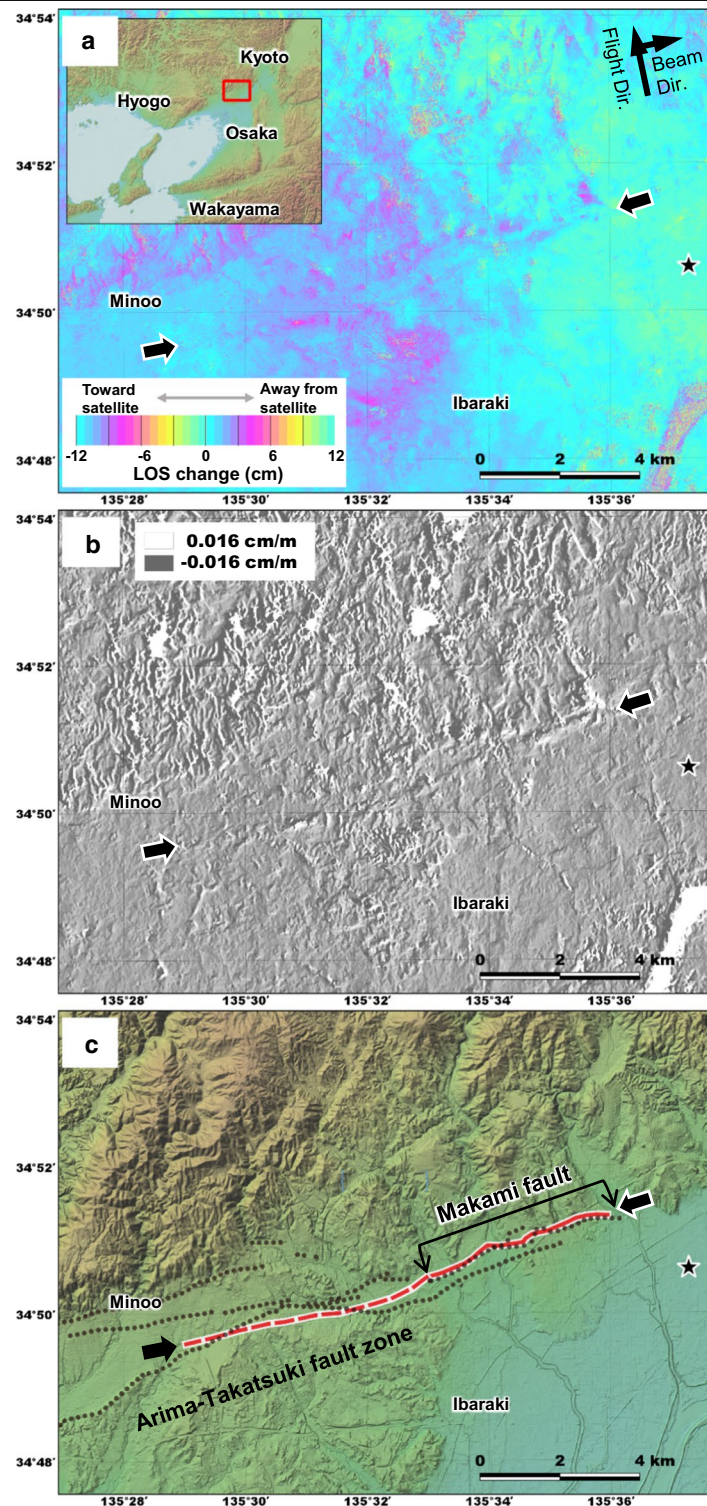 34°54′
a
Kyoto
Hyogo
Osaka
Wakayama
Flight Dir.
Beam
Dir.
34°52′
34°50′
Minoo
Ibaraki
Toward
satellite
Away from
satellite
-12 -6 0 6 12
LOS change (cm)
0 2 4 km
34°48′
135°28′ 135°30′ 135°32′ 135°34′ 135°36′
34°54′
b
0.016 cm/m
-0.016 cm/m
34°52′
34°50′
Minoo
Ibaraki
0 2 4 km
34°48′
135°28′ 135°30′ 135°32′ 135°34′ 135°36′
34°54′
c
34°52′
Makami fault
Minoo
34°50′
Arima-Takatsuki fault zone
Ibaraki
0 2 4 km
34°48′
135°28′ 135°30′ 135°32′ 135°34′ 135°36′